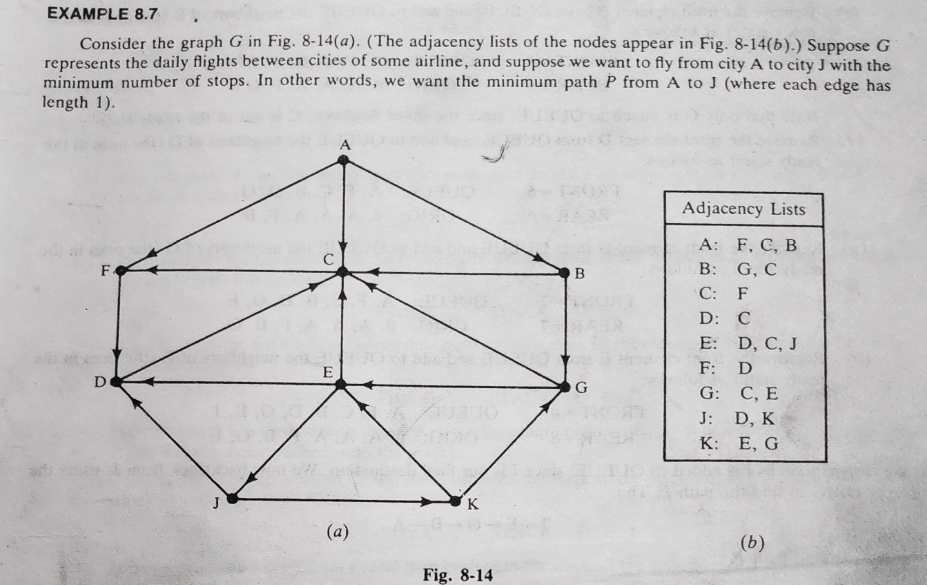 EXAMPLE 8.7
Consider the graph G in Fig. 8-14(a). (The adjacency lists of the nodes appear in Fig. 8-14(b).) Suppose G
represents the daily flights between cities of some airline, and suppose we want to fly from city A to city J with the
minimum number of stops. In other words, we want the minimum path P from A to J (where each edge has
length 1).
A
F
C
B
D
E
G
J
K
(a)
Adjacency Lists
A: F, C, B
B: G, C
C: F
D: C
E: D, C, J
F: D
G: C, E
J: D, K
K: E, G
(b)
Fig. 8-14